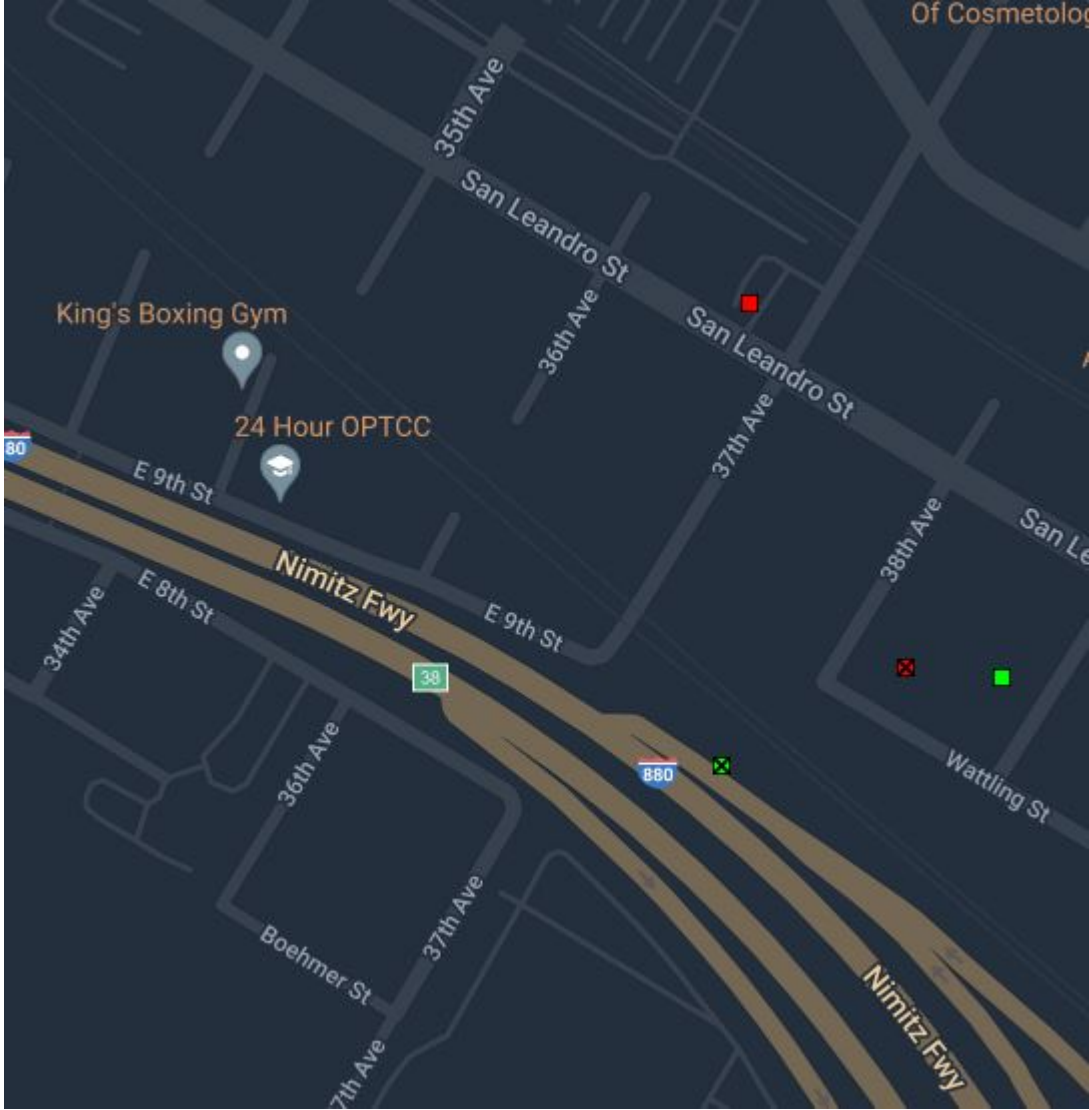 Of Cosmetolog
35th Ave
San Leandro St
King's Boxing Gym
36th Ave
San Leandro St
24 Hour OPTCC
80
37th Ave
E 9th St
San Le
38th Ave
Nimitz Fwy
E 8th St
E 9th St
34th Ave
38
36th Ave
880
Wattling St
37th Ave
Boehmer St
Nimitz Fwy
7th Ave